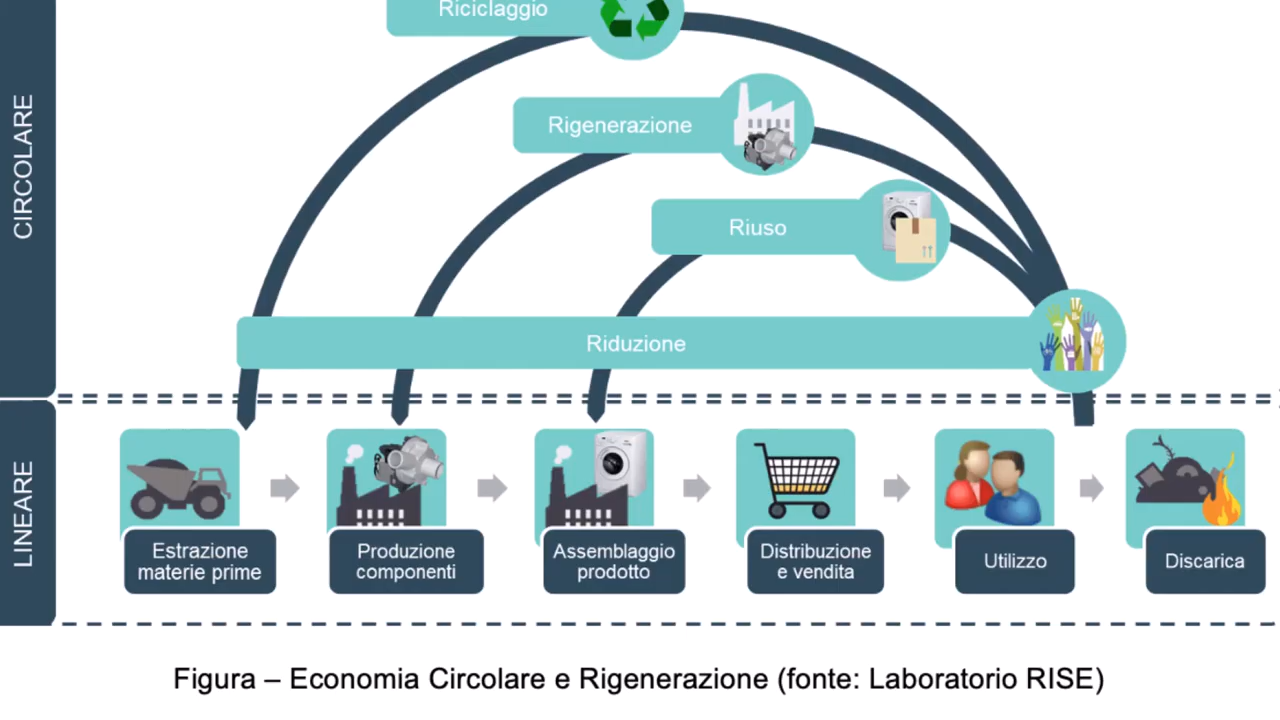 Riciclaggio
Rigenerazione
Riuso
Riduzione
CIRCOLARE
LINEARE
Estrazione
materie prime
Produzione
componenti
Assemblaggio
prodotto
Distribuzione
e vendita
Utilizzo
Discarica
Figura – Economia Circolare e Rigenerazione (fonte: Laboratorio RISE)